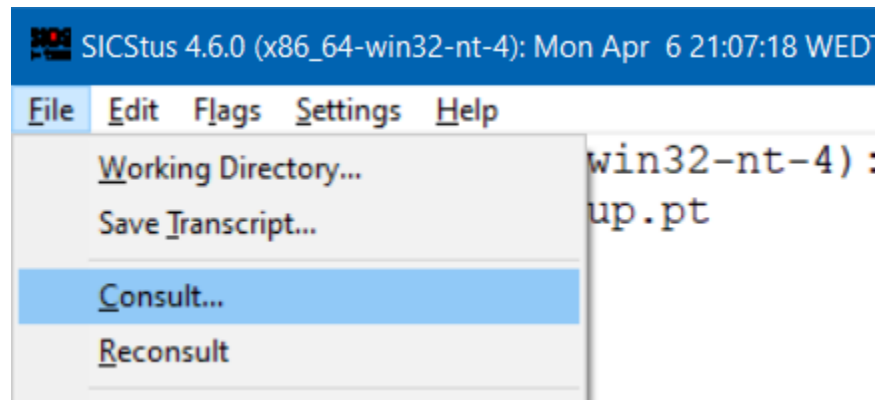 SICStus 4.6.0 (x86_64-win32-nt-4): Mon Apr  6 21:07:18 WEDT
File Edit Flags Settings Help
Working Directory...
win32-nt-4):
Save Transcript...
up.pt
Consult...
Reconsult